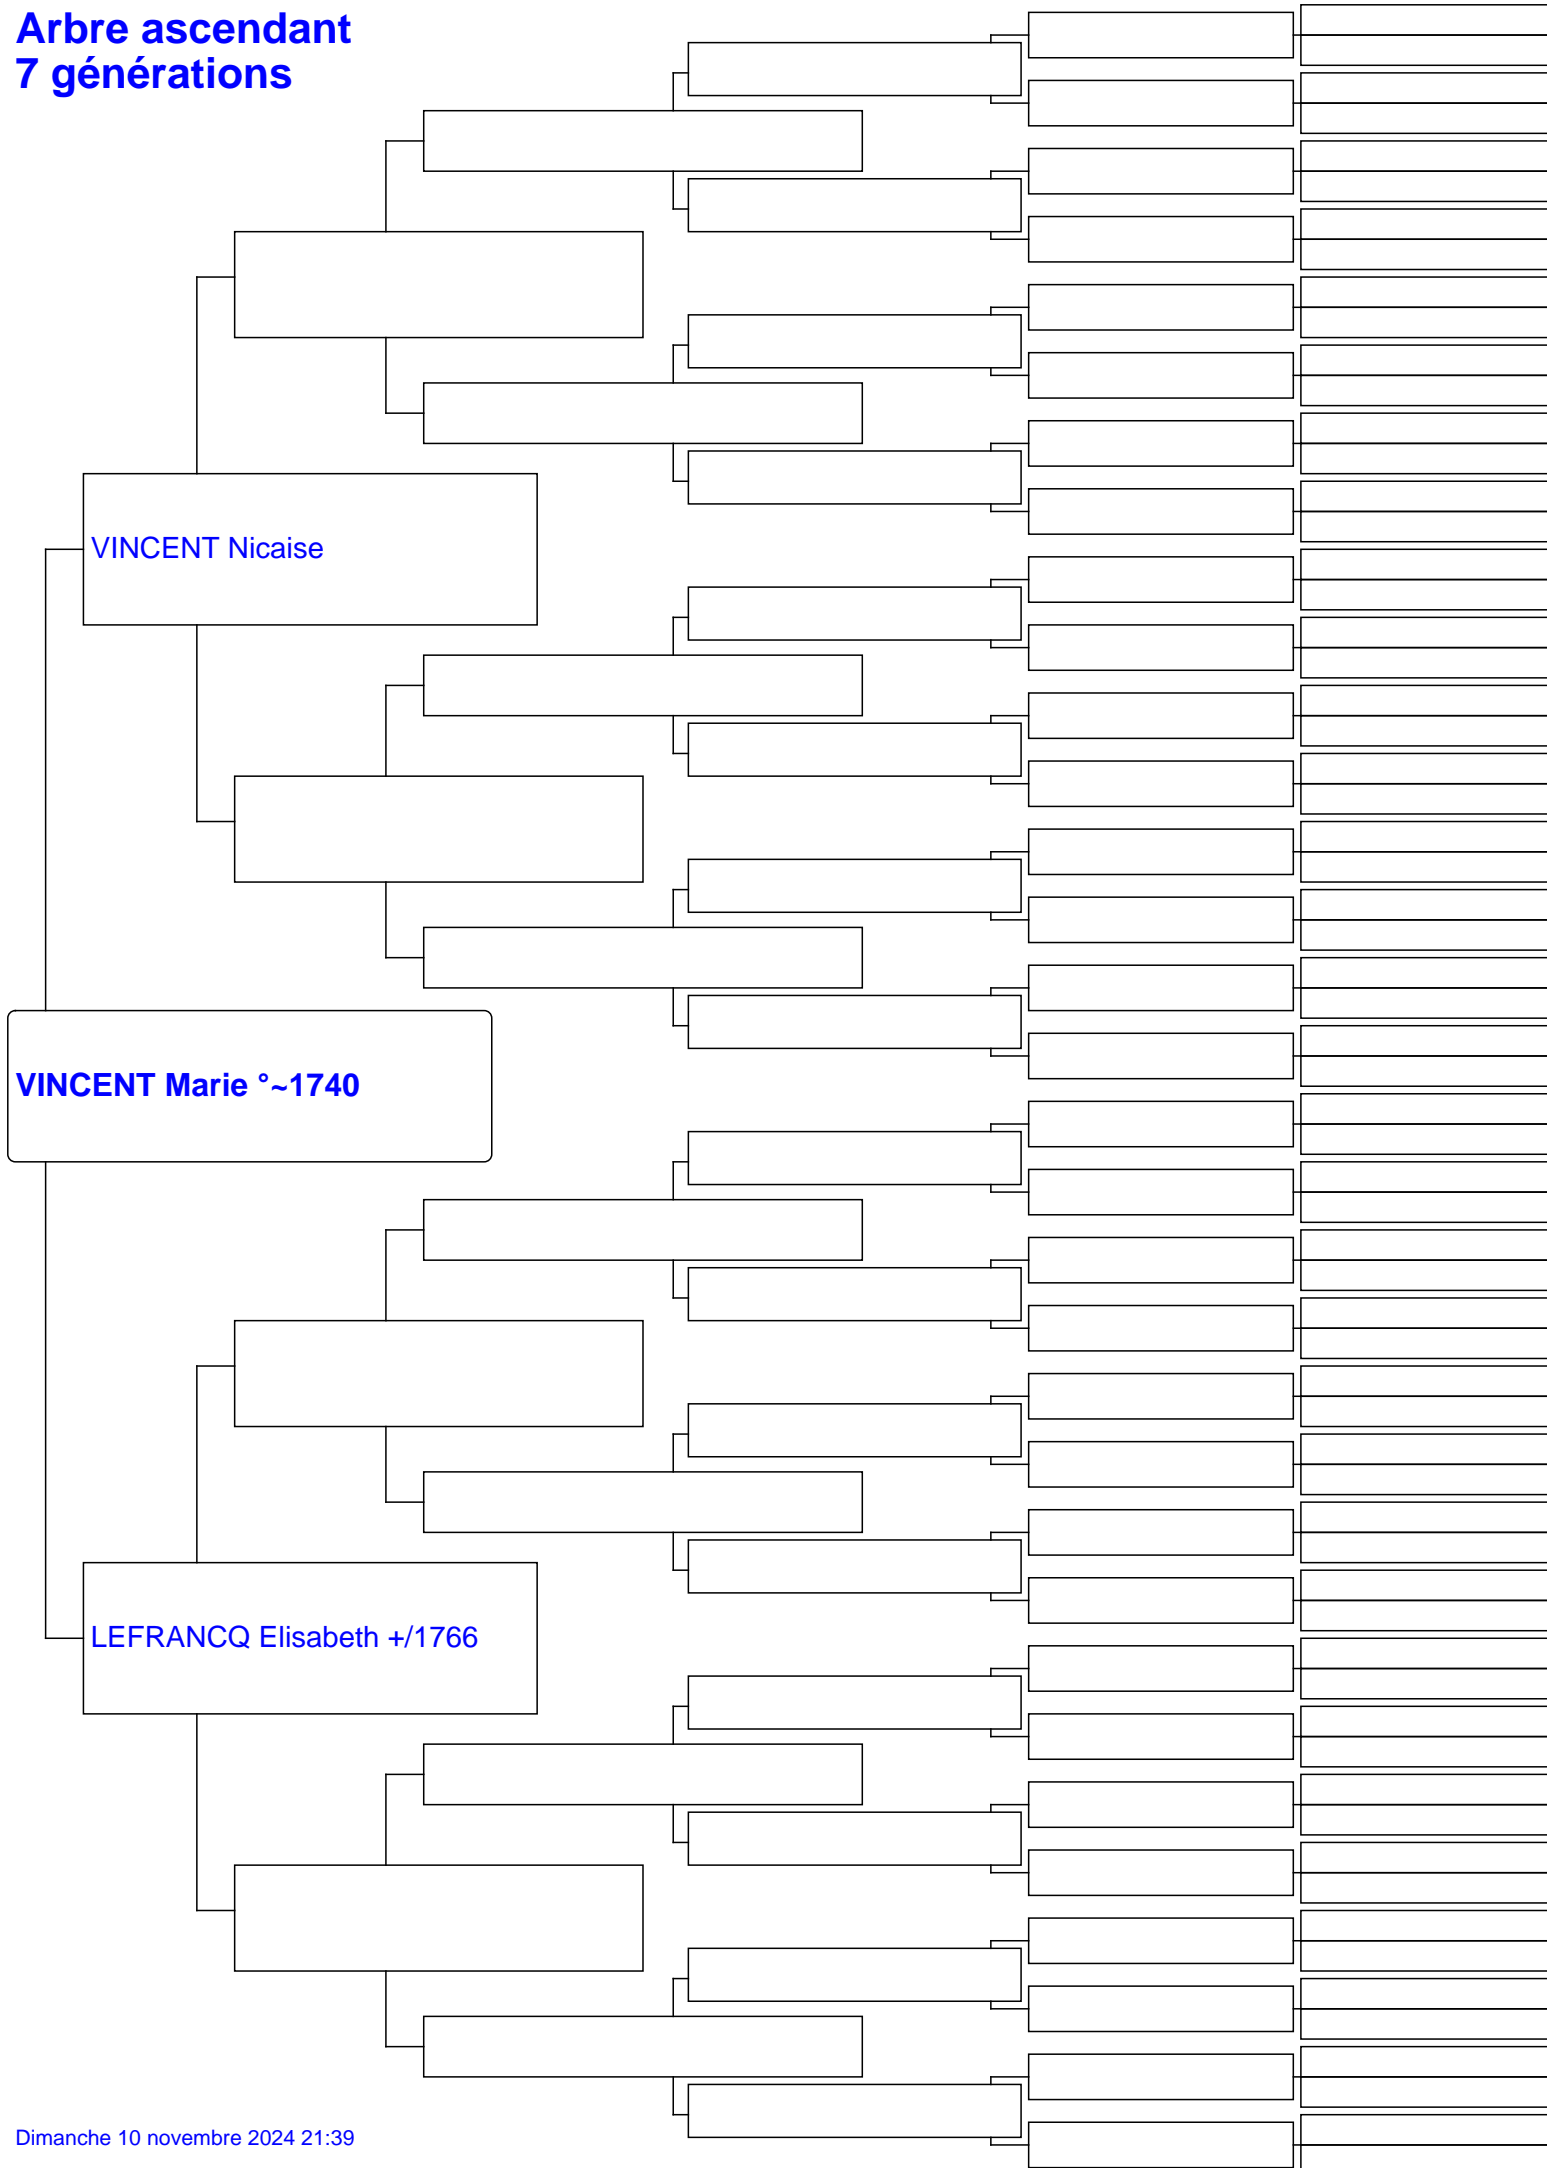 Arbre ascendant
7 générations
VINCENT Nicaise
VINCENT Marie °~1740
LEFRANCQ Elisabeth +/1766
Dimanche 10 novembre 2024 21:39